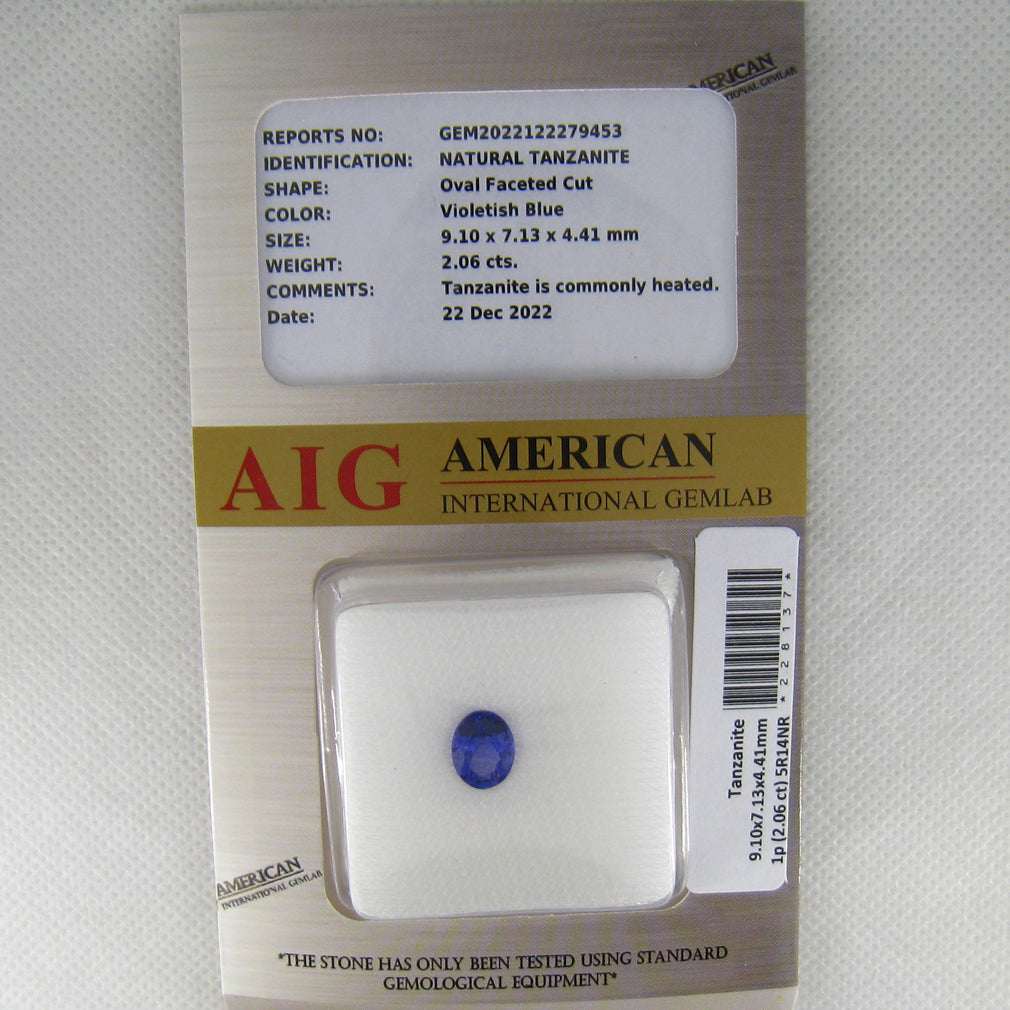 AMERICAN
INTERNATIONAL GEMLAB
REPORTS NO: GEM2022122279453
IDENTIFICATION: NATURAL TANZANITE
SHAPE: Oval Faceted Cut
COLOR: Violetish Blue
SIZE: 9.10 x 7.13 x 4.41 mm
WEIGHT: 2.06 cts.
COMMENTS: Tanzanite is commonly heated.
Date: 22 Dec 2022
AIG AMERICAN
INTERNATIONAL GEMLAB
*228137*
Tanzanite
9.10x7.13x4.41mm
1p (2.06 ct) 5R14NR
AMERICAN
INTERNATIONAL GEMLAB
*THE STONE HAS ONLY BEEN TESTED USING STANDARD
GEMOLOGICAL EQUIPMENT*